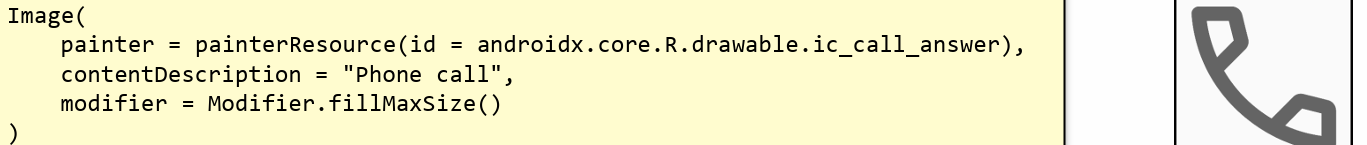 Image(
    painter = painterResource(id = androidx.core.R.drawable.ic_call_answer),
    contentDescription = "Phone call",
    modifier = Modifier.fillMaxSize()
)